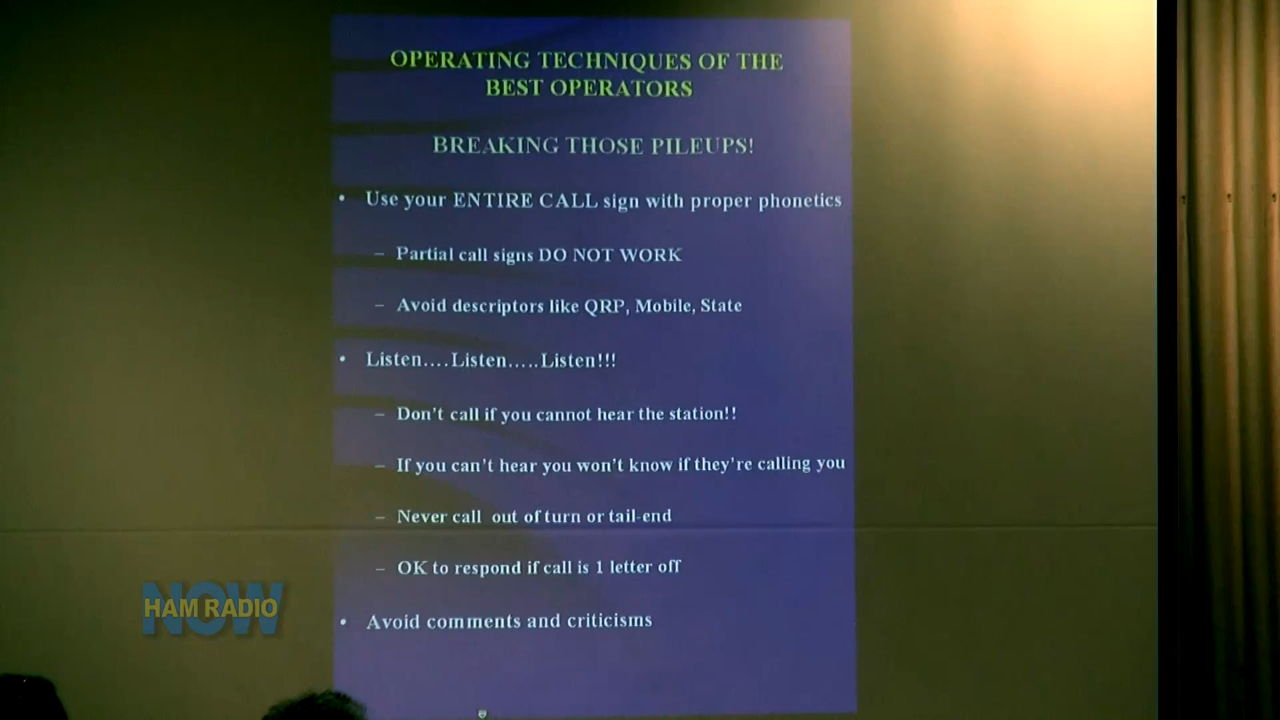 OPERATING TECHNIQUES OF THE
BEST OPERATORS
BREAKING THOSE PILEUPS!
• Use your ENTIRE CALL sign with proper phonetics
– Partial call signs DO NOT WORK
– Avoid descriptors like QRP, Mobile, State
• Listen….Listen…..Listen!!!
– Don't call if you cannot hear the station!!
– If you can't hear you won't know if they're calling you
– Never call  out of turn or tail-end
– OK to respond if call is 1 letter off
• Avoid comments and criticisms
HAM RADIO
NOW